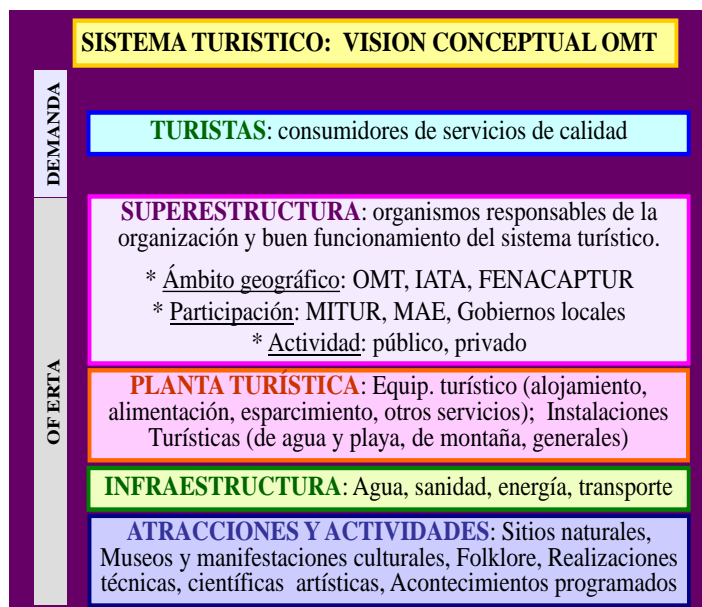 SISTEMA TURISTICO: VISION CONCEPTUAL OMT
DEMANDA
TURISTAS: consumidores de servicios de calidad
OFERTA
SUPERESTRUCTURA: organismos responsables de la
organización y buen funcionamiento del sistema turístico.
* Ámbito geográfico: OMT, IATA, FENACAPTUR
* Participación: MITUR, MAE, Gobiernos locales
* Actividad: público, privado
PLANTA TURÍSTICA: Equip. turístico (alojamiento,
alimentación, esparcimiento, otros servicios); Instalaciones
Turísticas (de agua y playa, de montaña, generales)
INFRAESTRUCTURA: Agua, sanidad, energía, transporte
ATRACCIONES Y ACTIVIDADES: Sitios naturales,
Museos y manifestaciones culturales, Folklore, Realizaciones
técnicas, científicas artísticas, Acontecimientos programados